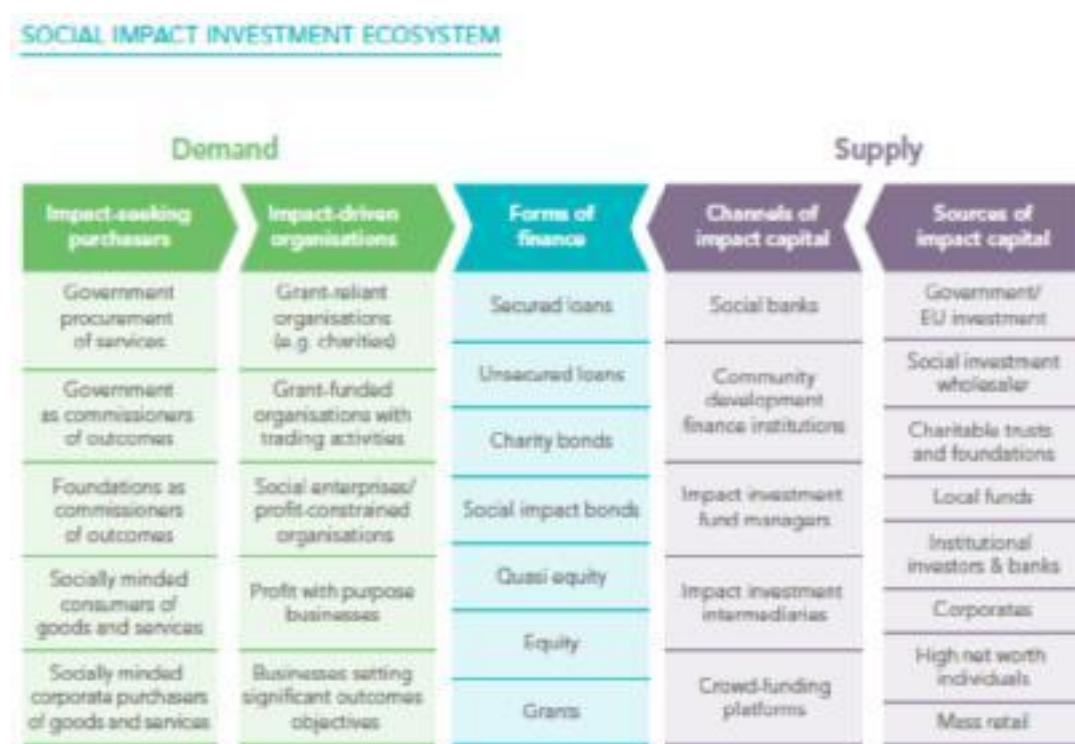 SOCIAL IMPACT INVESTMENT ECOSYSTEM
Demand
Supply
Impact-seeking
purchasers
Impact-driven
organisations
Forms of
finance
Channels of
impact capital
Sources of
impact capital
Government
procurement
of services
Government
as commissioners
of outcomes
Foundations as
commissioners
of outcomes
Socially minded
consumers of
goods and services
Socially minded
corporate purchasers
of goods and services
Grant-reliant
organisations
(e.g. charities)
Grant-funded
organisations with
trading activities
Social enterprises/
profit-constrained
organisations
Profit with purpose
businesses
Businesses setting
significant outcomes
objectives
Secured loans
Unsecured loans
Charity bonds
Social impact bonds
Quasi equity
Equity
Grants
Social banks
Community
development
finance institutions
Impact investment
fund managers
Impact investment
intermediaries
Crowd-funding
platforms
Government/
EU investment
Social investment
wholesaler
Charitable trusts
and foundations
Local funds
Institutional
investors & banks
Corporates
High net worth
individuals
Mass retail